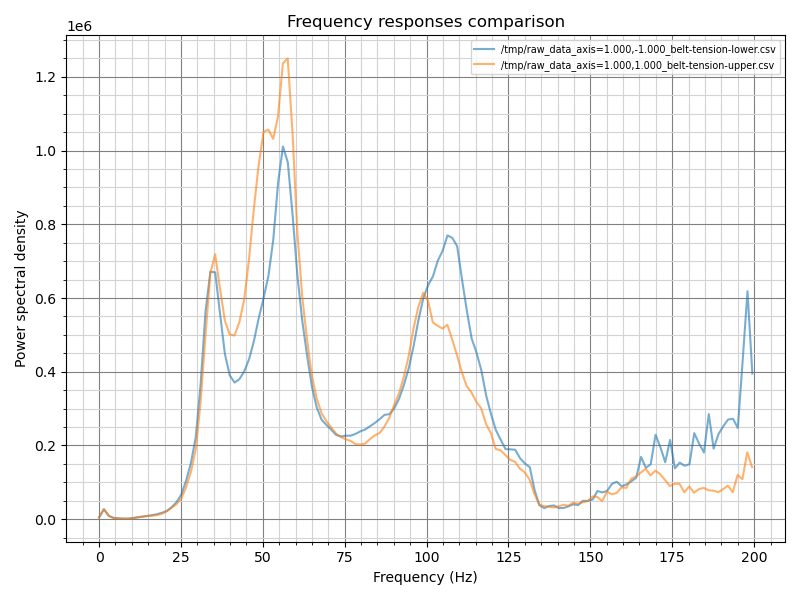 Frequency responses comparison
1e6
/tmp/raw_data_axis=1.000,-1.000_belt-tension-lower.csv
/tmp/raw_data_axis=1.000,1.000_belt-tension-upper.csv
1.2
1.0
0.8
0.6
0.4
0.2
0.0
Power spectral density
0 25 50 75 100 125 150 175 200
Frequency (Hz)